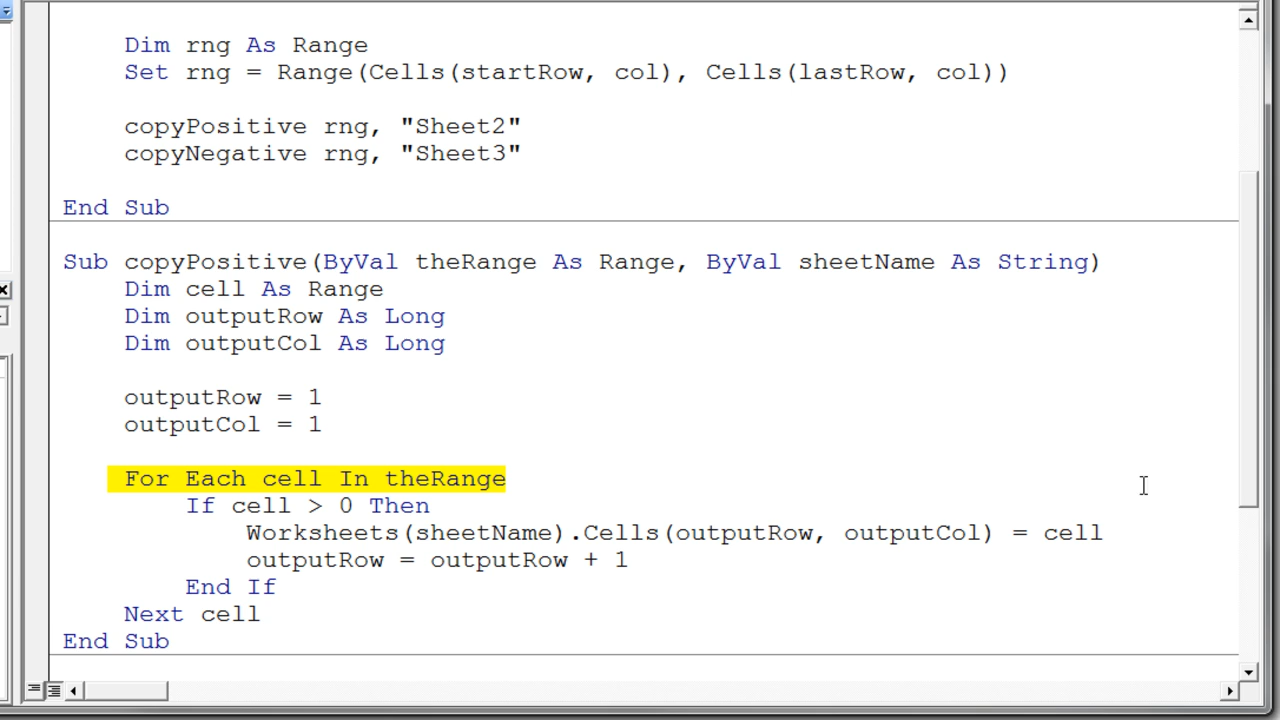 Dim rng As Range
Set rng = Range(Cells(startRow, col), Cells(lastRow, col))
copyPositive rng, "Sheet2"
copyNegative rng, "Sheet3"
End Sub
Sub copyPositive(ByVal theRange As Range, ByVal sheetName As String)
Dim cell As Range
Dim outputRow As Long
Dim outputCol As Long
outputRow = 1
outputCol = 1
For Each cell In theRange
If cell > 0 Then
Worksheets(sheetName).Cells(outputRow, outputCol) = cell
outputRow = outputRow + 1
End If
Next cell
End Sub